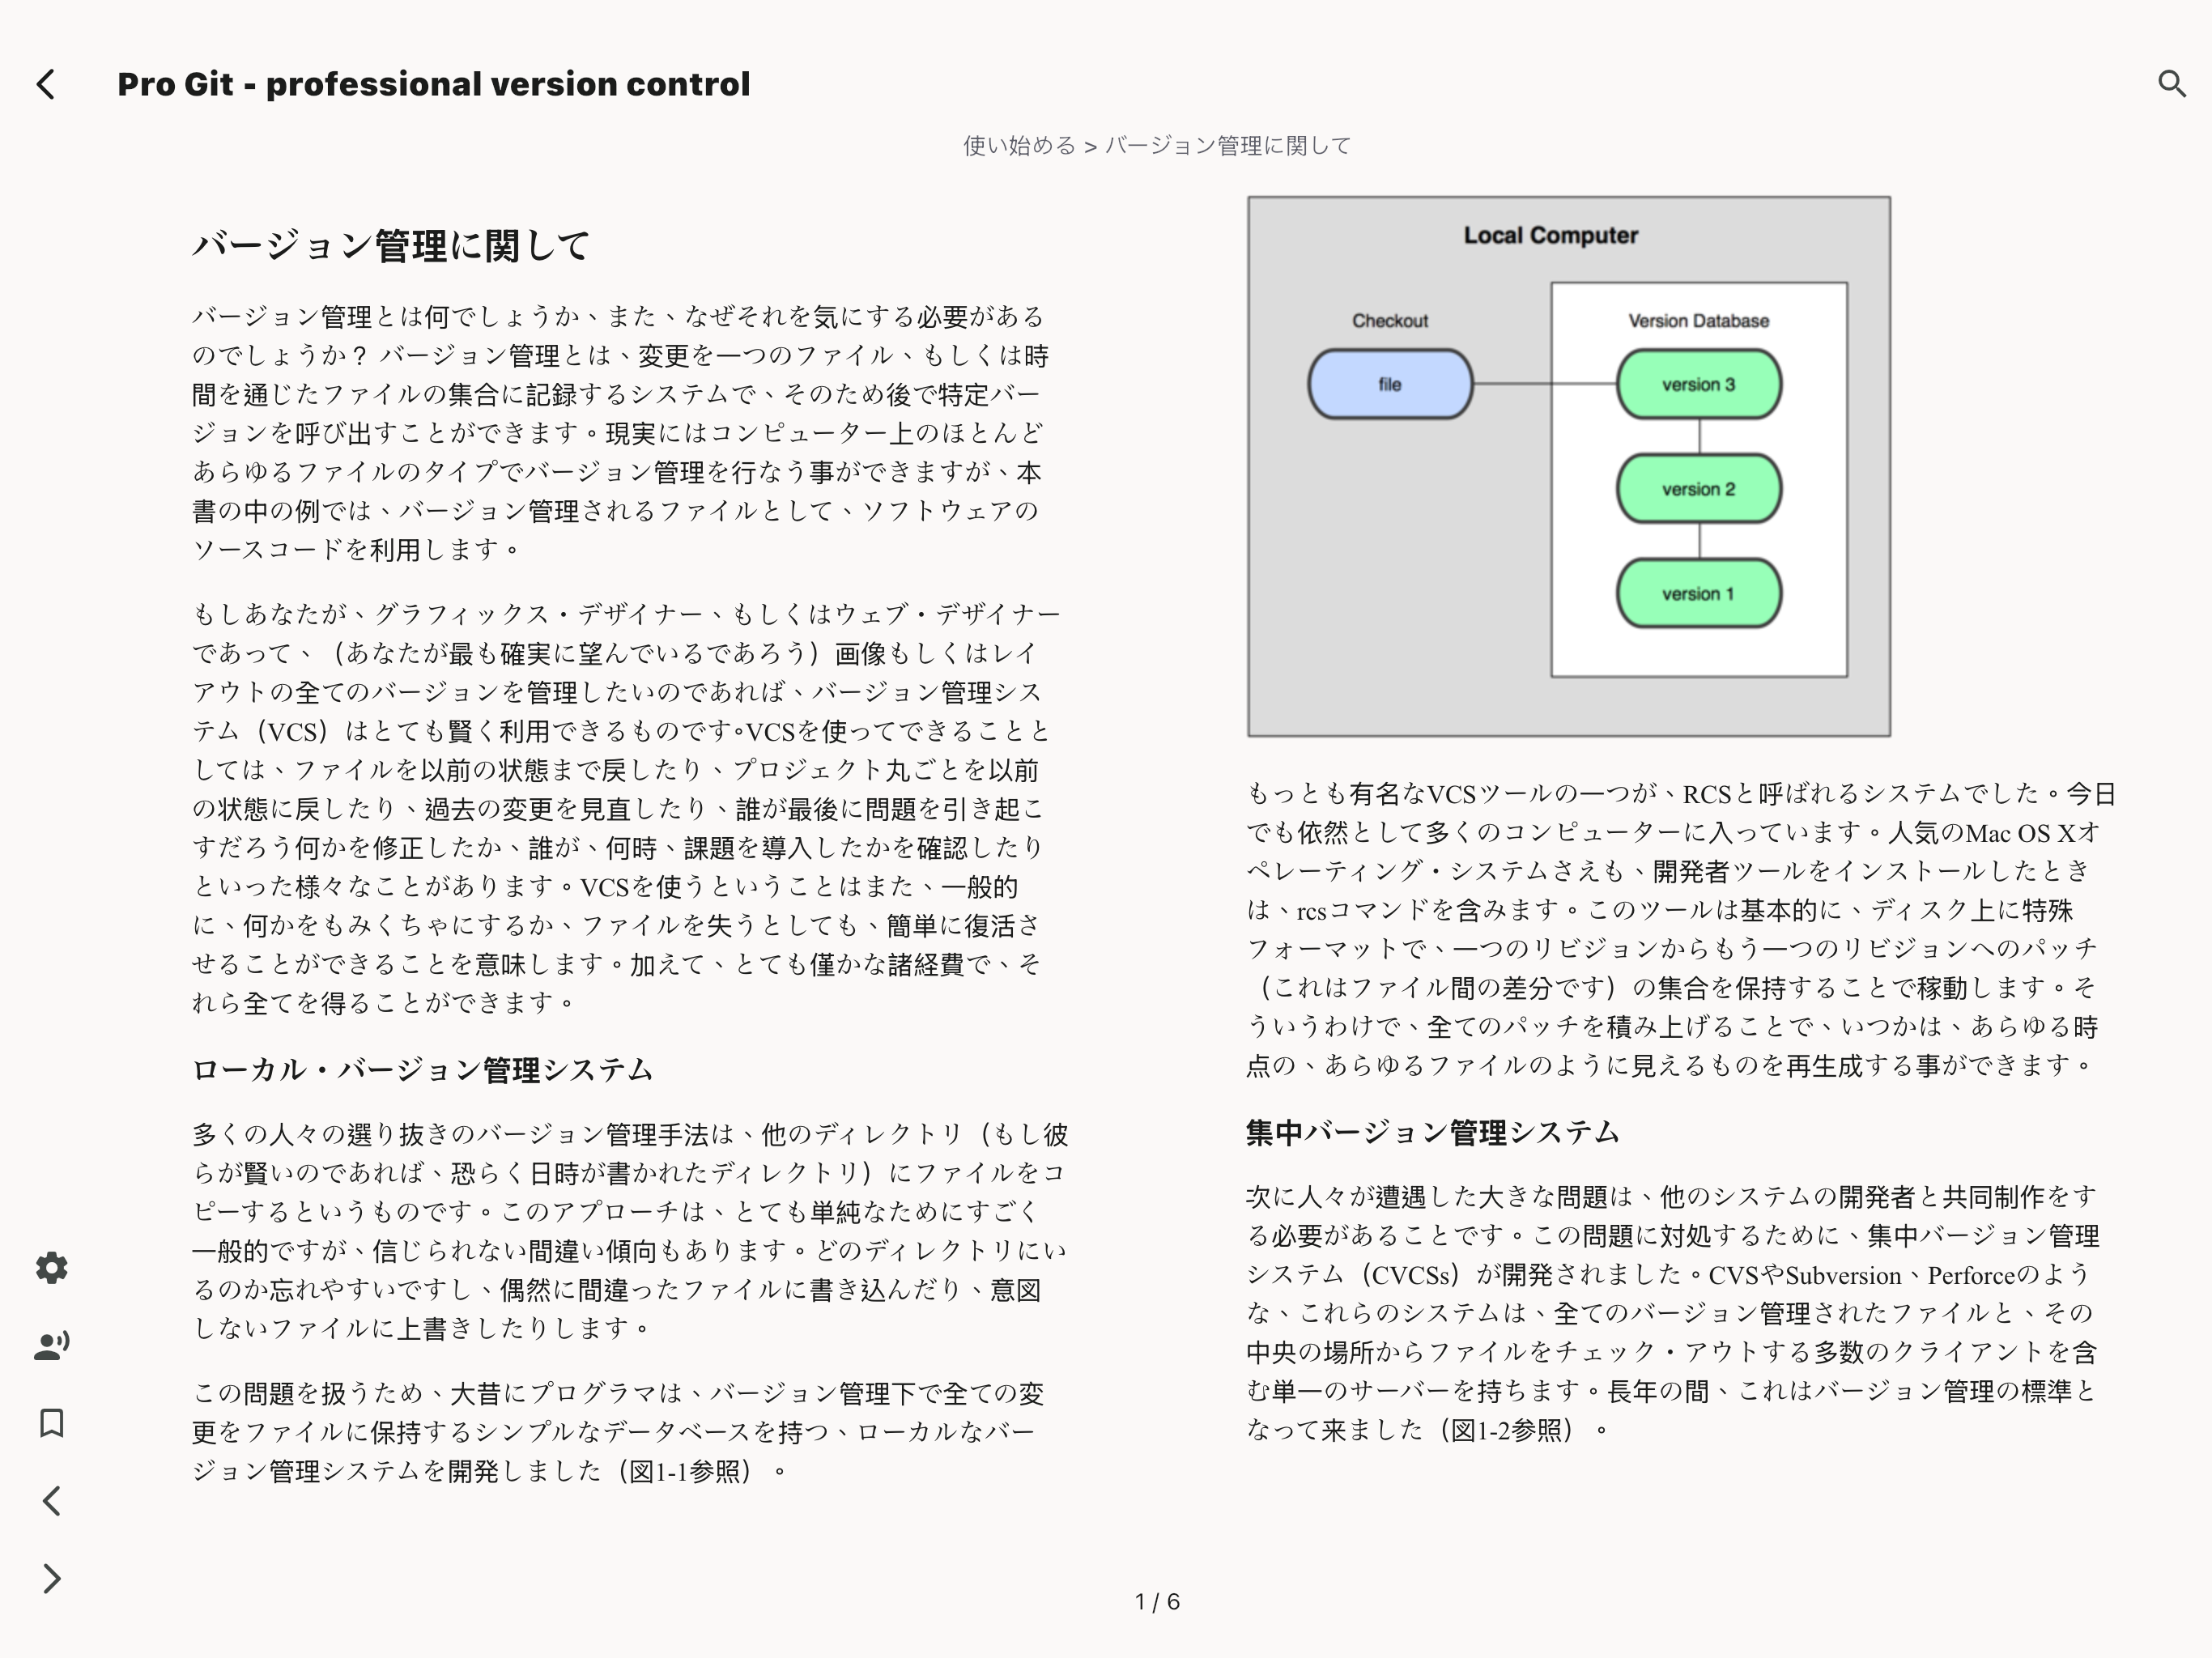 Pro Git - professional version control
使い始める > バージョン管理に関して
バージョン管理に関して
バージョン管理とは何でしょうか、また、なぜそれを気にする必要がある
のでしょうか？ バージョン管理とは、変更を一つのファイル、もしくは時
間を通じたファイルの集合に記録するシステムで、そのため後で特定バー
ジョンを呼び出すことができます。現実にはコンピューター上のほとんど
あらゆるファイルのタイプでバージョン管理を行なう事ができますが、本
書の中の例では、バージョン管理されるファイルとして、ソフトウェアの
ソースコードを利用します。
もしあなたが、グラフィックス・デザイナー、もしくはウェブ・デザイナー
であって、（あなたが最も確実に望んでいるであろう）画像もしくはレイ
アウトの全てのバージョンを管理したいのであれば、バージョン管理シス
テム（VCS）はとても賢く利用できるものです。VCSを使ってできることと
しては、ファイルを以前の状態まで戻したり、プロジェクト丸ごとを以前
の状態に戻したり、過去の変更を見直したり、誰が最後に問題を引き起こ
すだろう何かを修正したか、誰が、何時、課題を導入したかを確認したり
といった様々なことがあります。VCSを使うということはまた、一般的
に、何かをもみくちゃにするか、ファイルを失うとしても、簡単に復活さ
せることができることを意味します。加えて、とても僅かな諸経費で、そ
れら全てを得ることができます。
ローカル・バージョン管理システム
多くの人々の選り抜きのバージョン管理手法は、他のディレクトリ（もし彼
らが賢いのであれば、恐らく日時が書かれたディレクトリ）にファイルをコ
ピーするというものです。このアプローチは、とても単純なためにすごく
一般的ですが、信じられない間違い傾向もあります。どのディレクトリにい
るのか忘れやすいですし、偶然に間違ったファイルに書き込んだり、意図
しないファイルに上書きしたりします。
この問題を扱うため、大昔にプログラマは、バージョン管理下で全ての変
更をファイルに保持するシンプルなデータベースを持つ、ローカルなバー
ジョン管理システムを開発しました（図1-1参照）。
Local Computer
Checkout
Version Database
file
version 3
version 2
version 1
もっとも有名なVCSツールの一つが、RCSと呼ばれるシステムでした。今日
でも依然として多くのコンピューターに入っています。人気のMac OS Xオ
ペレーティング・システムさえも、開発者ツールをインストールしたとき
は、rcsコマンドを含みます。このツールは基本的に、ディスク上に特殊
フォーマットで、一つのリビジョンからもう一つのリビジョンへのパッチ
（これはファイル間の差分です）の集合を保持することで稼動します。そ
ういうわけで、全てのパッチを積み上げることで、いつかは、あらゆる時
点の、あらゆるファイルのように見えるものを再生成する事ができます。
集中バージョン管理システム
次に人々が遭遇した大きな問題は、他のシステムの開発者と共同制作をす
る必要があることです。この問題に対処するために、集中バージョン管理
システム（CVCSs）が開発されました。CVSやSubversion、Perforceのよう
な、これらのシステムは、全てのバージョン管理されたファイルと、その
中央の場所からファイルをチェック・アウトする多数のクライアントを含
む単一のサーバーを持ちます。長年の間、これはバージョン管理の標準と
なって来ました（図1-2参照）。
1 / 6